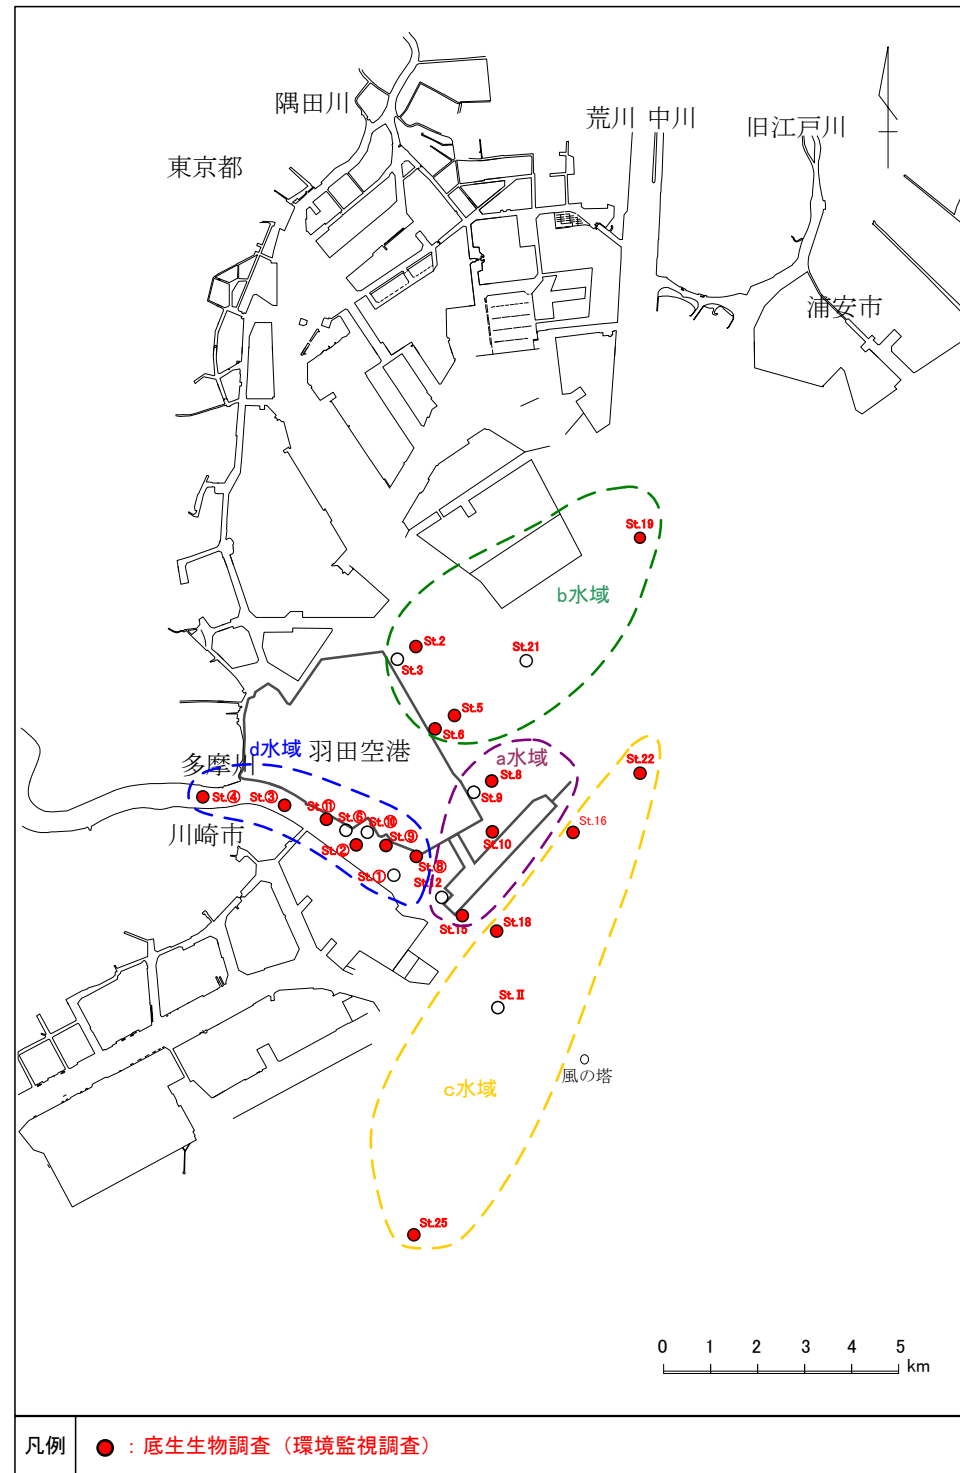 隅田川
荒川 中川
旧江戸川
東京都
浦安市
St.19
b水域
St.2
St.3
St.21
St.5
St.6
d水域
羽田空港
a水域
多摩川
St.8
St.22
St.9
St.④
St.③
St.⑪
St.⑥
St.⑩
St.16
川崎市
St.②
St.⑨
St.10
St.⑧
St.①
St.12
St.15
St.18
St.Ⅱ
風の塔
c水域
St.25
0 1 2 3 4 5
km
凡例
●:底生生物調査(環境監視調査)